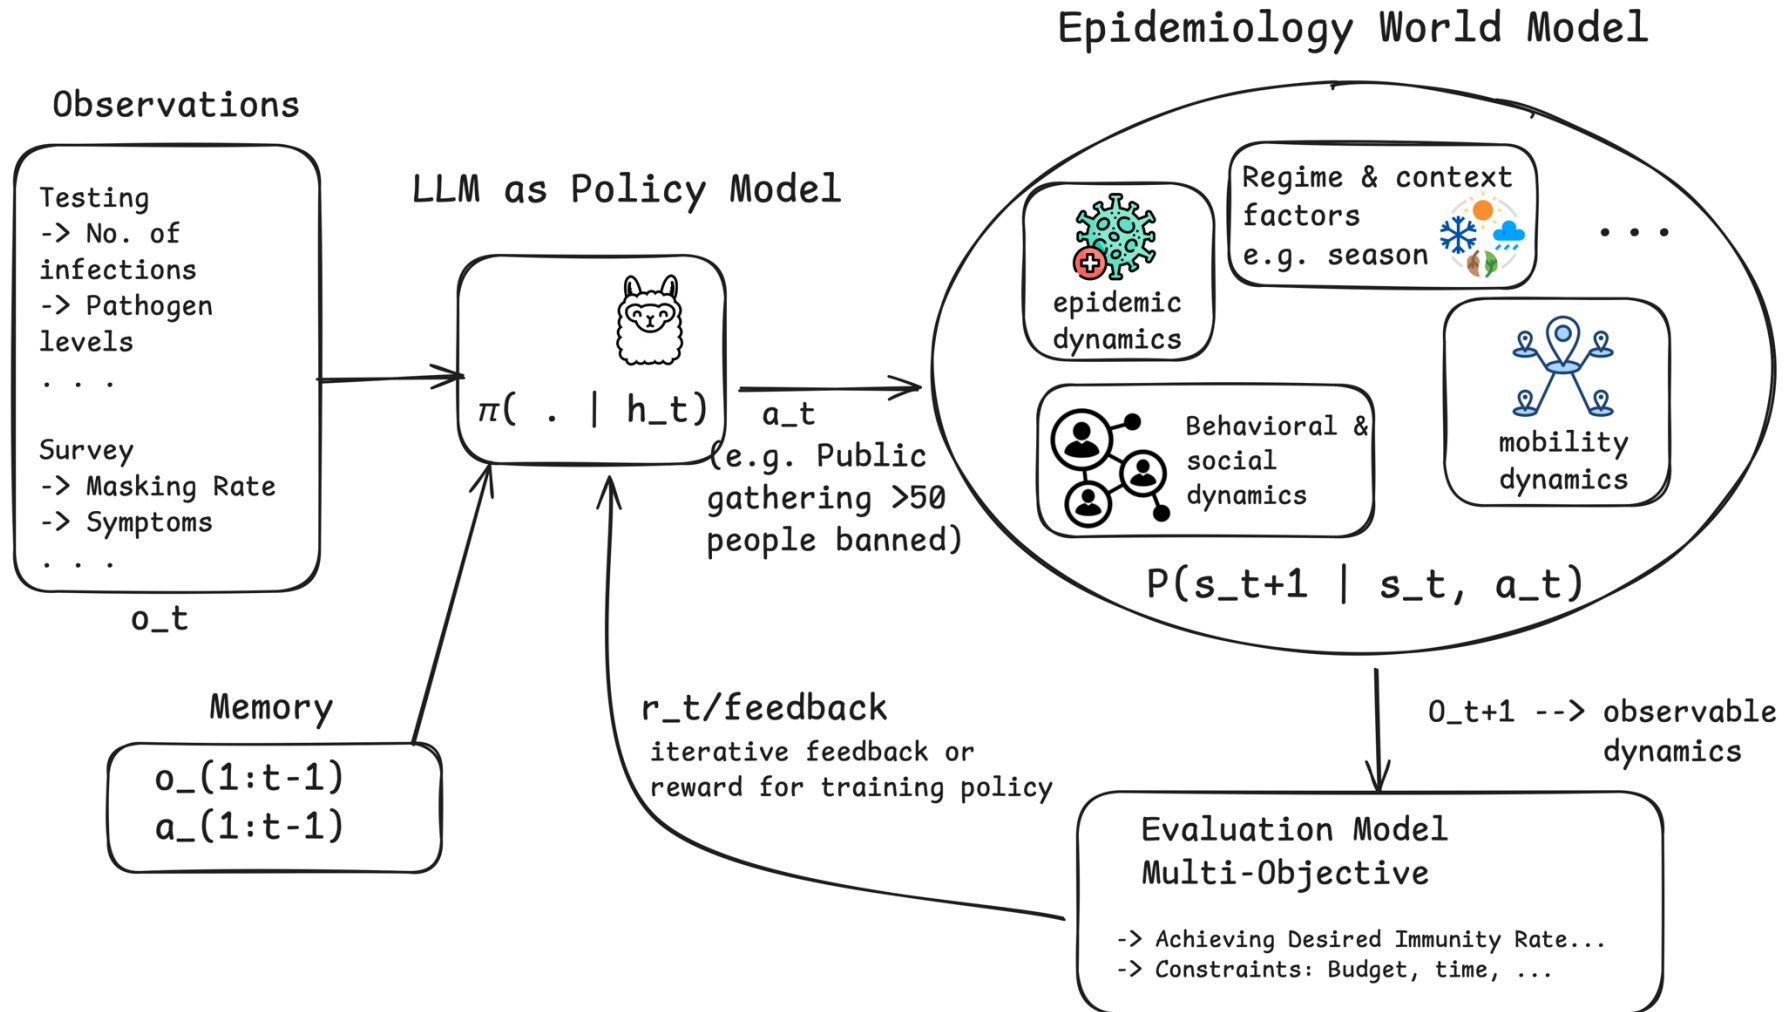 Epidemiology World Model
Observations
Testing
-> No. of
infections
-> Pathogen
levels
. . .
Survey
-> Masking Rate
-> Symptoms
. . .
o_t
LLM as Policy Model
π( . | h_t)
a_t
(e.g. Public
gathering >50
people banned)
Regime & context
factors
e.g. season
...
epidemic
dynamics
mobility
dynamics
Behavioral &
social
dynamics
P(s_t+1 | s_t, a_t)
Memory
o_(1:t-1)
a_(1:t-1)
r_t/feedback
iterative feedback or
reward for training policy
O_t+1 --> observable
dynamics
Evaluation Model
Multi-Objective
-> Achieving Desired Immunity Rate...
-> Constraints: Budget, time, ...